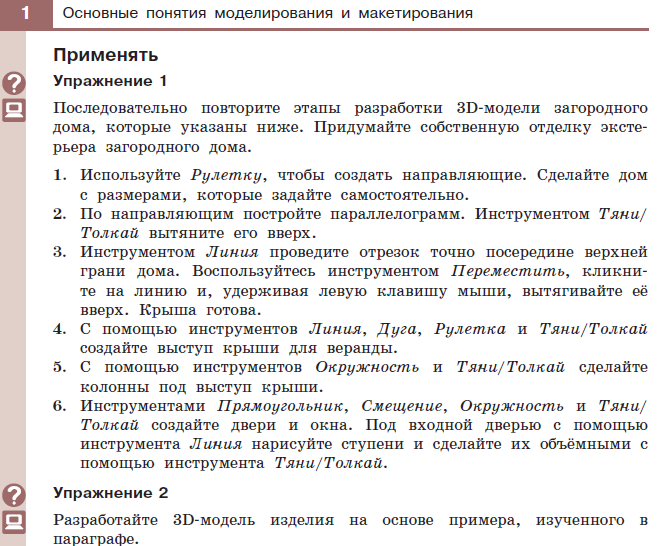 1 Основные понятия моделирования и макетирования
Применять
Упражнение 1
Последовательно повторите этапы разработки 3D-модели загородного
дома, которые указаны ниже. Придумайте собственную отделку эксте-
рьера загородного дома.
1. Используйте Рулетку, чтобы создать направляющие. Сделайте дом
с размерами, которые задайте самостоятельно.
2. По направляющим постройте параллелограмм. Инструментом Тяни/
Толкай вытяните его вверх.
3. Инструментом Линия проведите отрезок точно посередине верхней
грани дома. Воспользуйтесь инструментом Переместить, кликни-
те на линию и, удерживая левую клавишу мыши, вытягивайте её
вверх. Крыша готова.
4. С помощью инструментов Линия, Дуга, Рулетка и Тяни/Толкай
создайте выступ крыши для веранды.
5. С помощью инструментов Окружность и Тяни/Толкай сделайте
колонны под выступ крыши.
6. Инструментами Прямоугольник, Смещение, Окружность и Тяни/
Толкай создайте двери и окна. Под входной дверью с помощью
инструмента Линия нарисуйте ступени и сделайте их объёмными с
помощью инструмента Тяни/Толкай.
Упражнение 2
Разработайте 3D-модель изделия на основе примера, изученного в
параграфе.